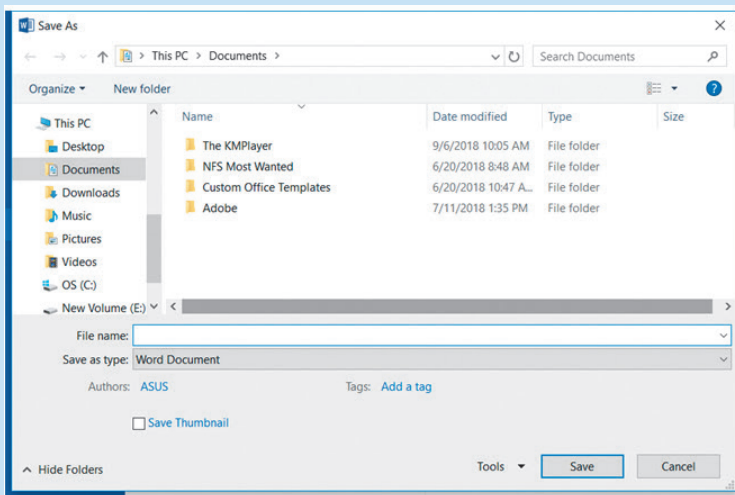 Save As
This PC > Documents >
Search Documents
Organize
New folder
?
This PC
Desktop
Documents
Downloads
Music
Pictures
Videos
OS (C:)
New Volume (E:)
Name Date modified Type Size
The KMPlayer 9/6/2018 10:05 AM File folder
NFS Most Wanted 6/20/2018 8:48 AM File folder
Custom Office Templates 6/20/2018 10:47 A... File folder
Adobe 7/11/2018 1:35 PM File folder
File name:
Save as type: Word Document
Authors: ASUS Tags: Add a tag
Save Thumbnail
Hide Folders Tools Save Cancel